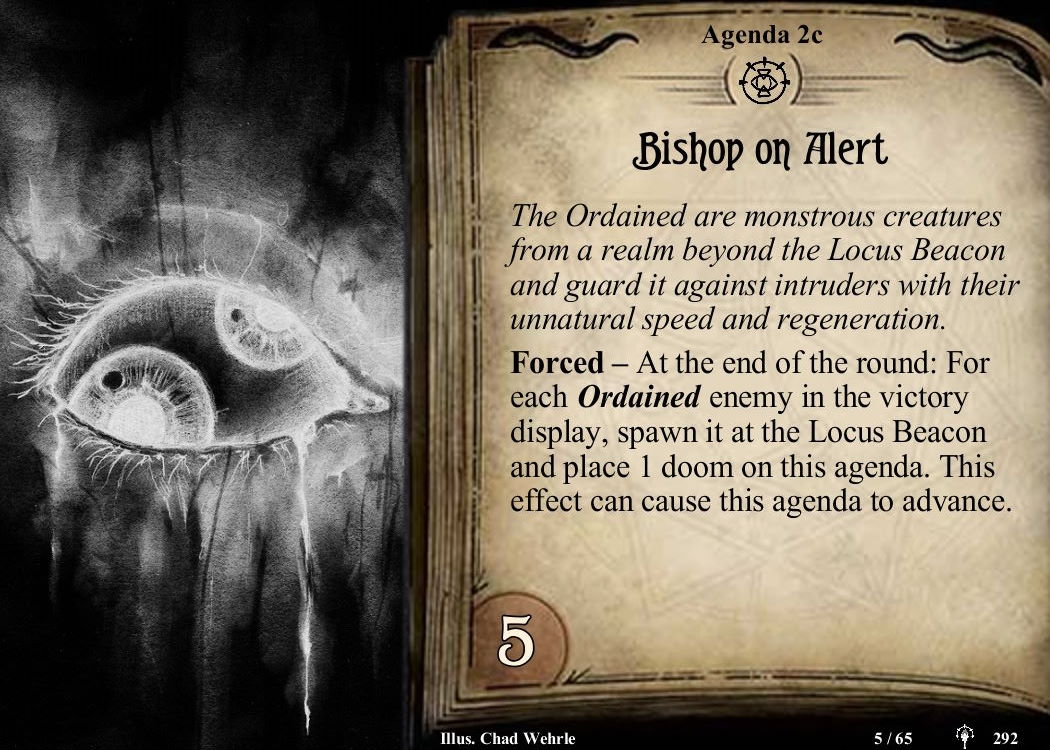 Agenda 2c
Bishop on Alert
The Ordained are monstrous creatures
from a realm beyond the Locus Beacon
and guard it against intruders with their
unnatural speed and regeneration.
Forced – At the end of the round: For
each Ordained enemy in the victory
display, spawn it at the Locus Beacon
and place 1 doom on this agenda. This
effect can cause this agenda to advance.
5
Illus. Chad Wehrle
5 / 65
292